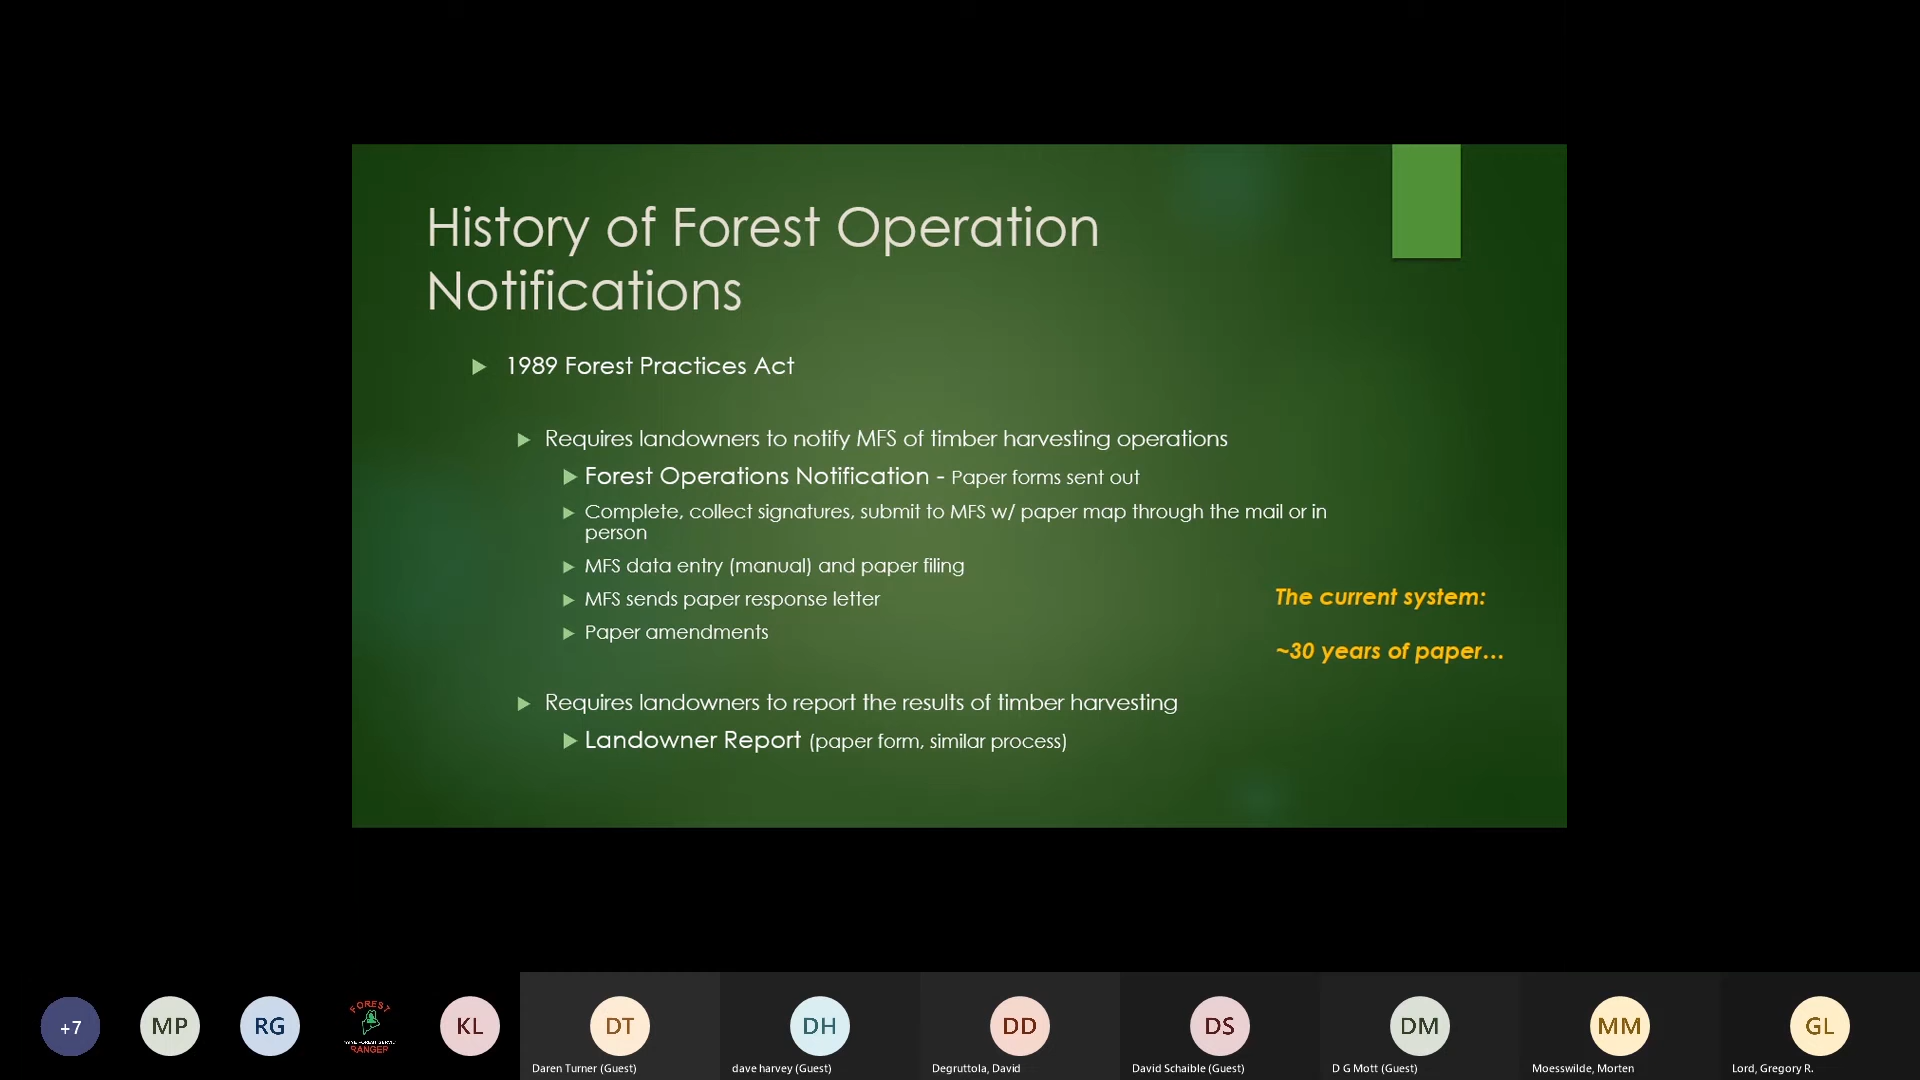 History of Forest Operation
Notifications
1989 Forest Practices Act
Requires landowners to notify MFS of timber harvesting operations
Forest Operations Notification - Paper forms sent out
Complete, collect signatures, submit to MFS w/ paper map through the mail or in
person
MFS data entry (manual) and paper filing
MFS sends paper response letter
Paper amendments
The current system:
~30 years of paper...
Requires landowners to report the results of timber harvesting
Landowner Report (paper form, similar process)
+7
MP
RG
FOREST
RANGER
KL
DT
DH
DD
DS
DM
MM
GL
Daren Turner (Guest)
dave harvey (Guest)
Degruttola, David
David Schaible (Guest)
D G Mott (Guest)
Moesswilde, Morten
Lord, Gregory R.